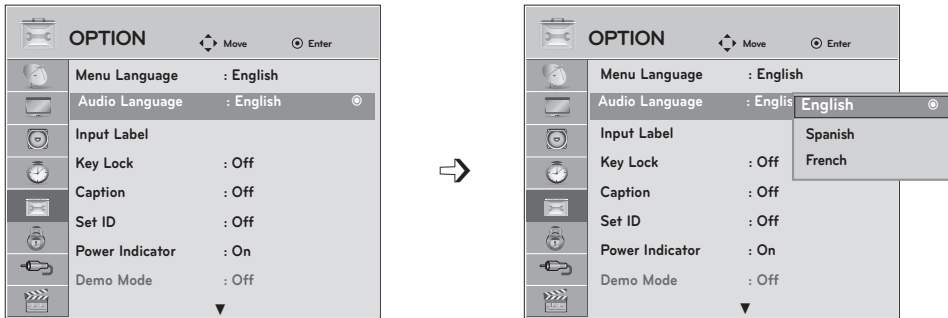 OPTION Move Enter
Menu Language : English
Audio Language : English
Input Label
Key Lock : Off
Caption : Off
Set ID : Off
Power Indicator : On
Demo Mode : Off
OPTION Move Enter
Menu Language : English
Audio Language : Englis
Input Label
Key Lock : Off
Caption : Off
Set ID : Off
Power Indicator : On
Demo Mode : Off
English
Spanish
French